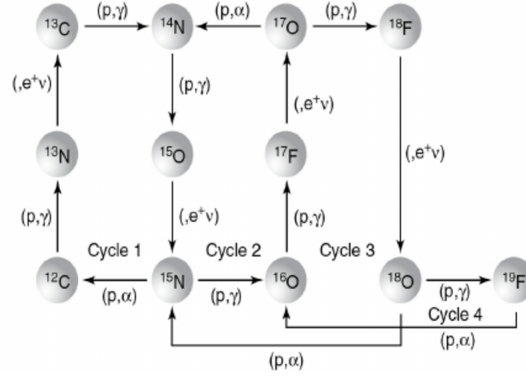 ¹³C (p,γ) ¹⁴N (p,α) ¹⁷O (p,γ) ¹⁸F
(,e⁺ν) (p,γ) (,e⁺ν)
¹³N ¹⁵O ¹⁷F (,e⁺ν)
(p,γ) (,e⁺ν) (p,γ)
Cycle 1 Cycle 2 Cycle 3
¹²C (p,α) ¹⁵N (p,γ) ¹⁶O ¹⁸O (p,γ) ¹⁹F
Cycle 4
(p,α)
(p,α)